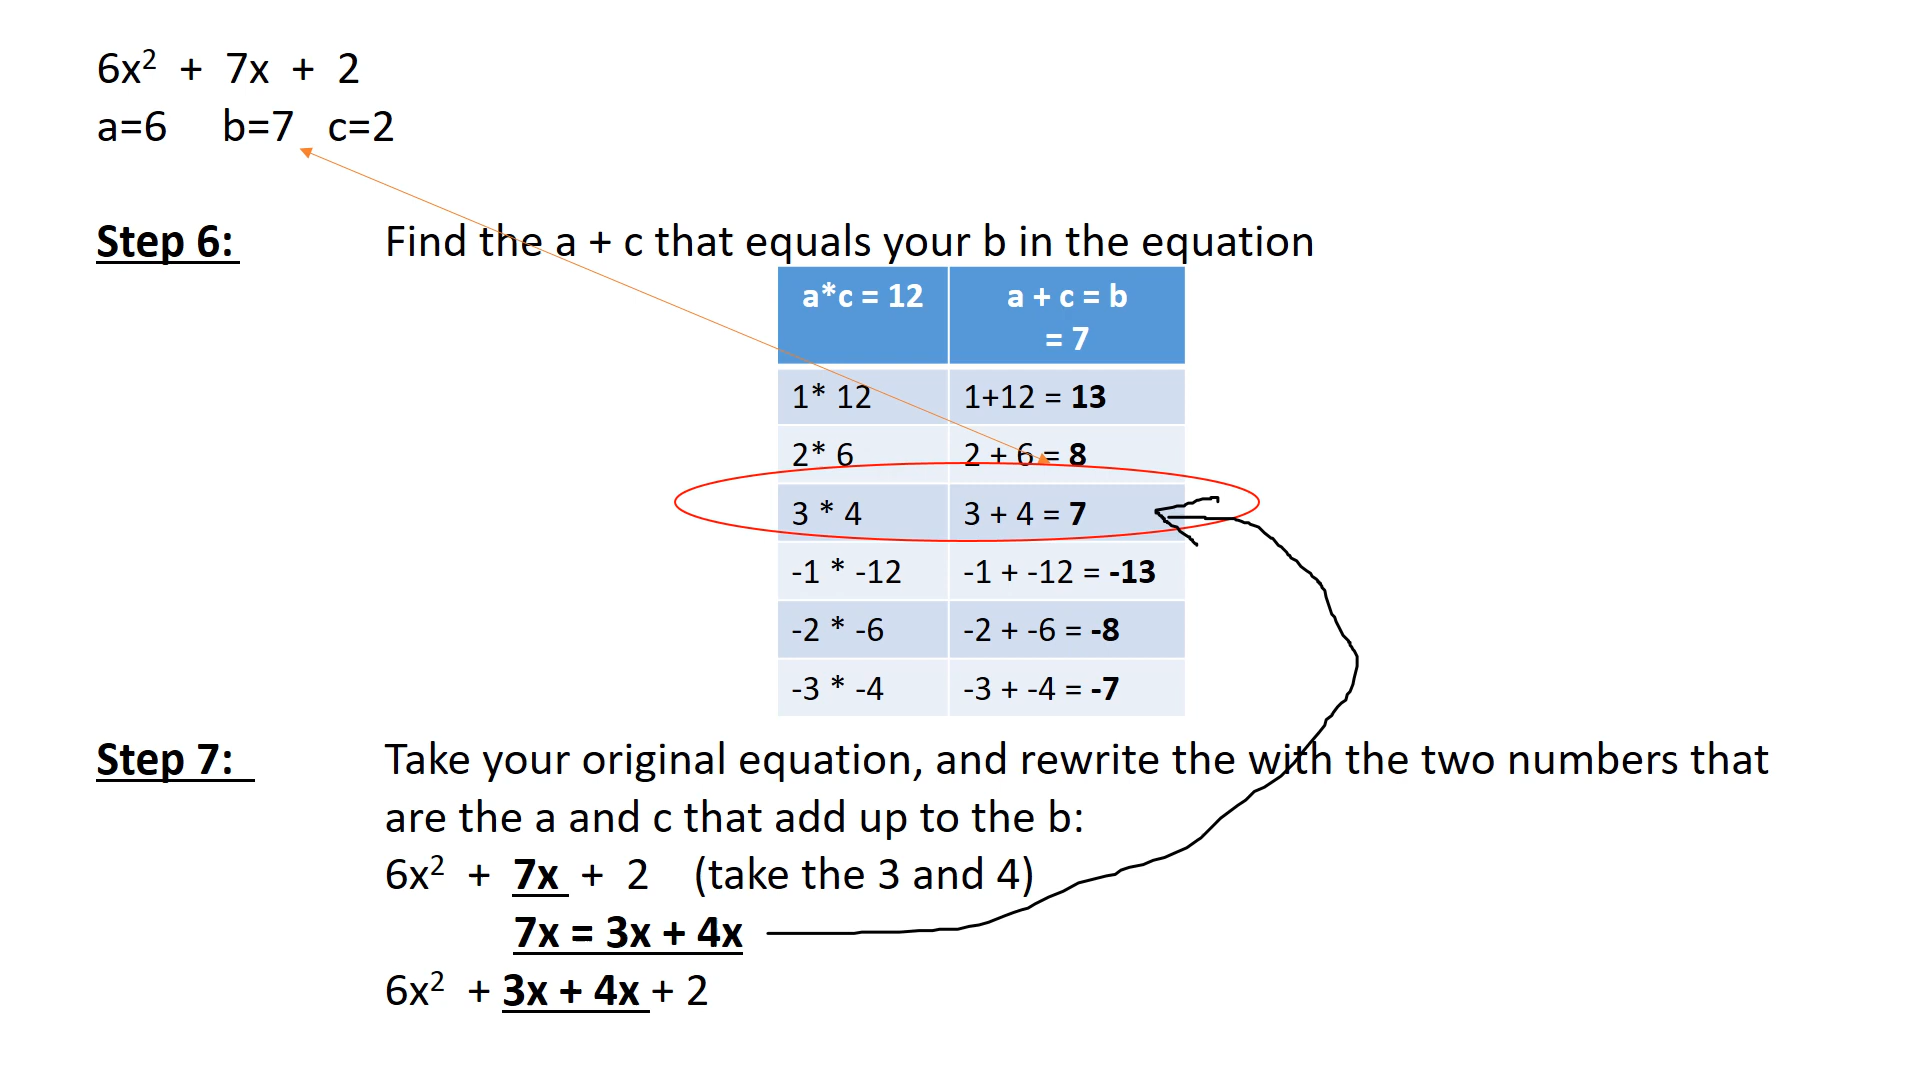 6x² + 7x + 2
a=6 b=7 c=2
Step 6: Find the a + c that equals your b in the equation
a*c = 12 a + c = b
= 7
1* 12 1+12 = 13
2* 6 2 + 6 = 8
3 * 4 3 + 4 = 7
-1 * -12 -1 + -12 = -13
-2 * -6 -2 + -6 = -8
-3 * -4 -3 + -4 = -7
Step 7: Take your original equation, and rewrite the with the two numbers that
are the a and c that add up to the b:
6x² + 7x + 2 (take the 3 and 4)
7x = 3x + 4x
6x² + 3x + 4x + 2